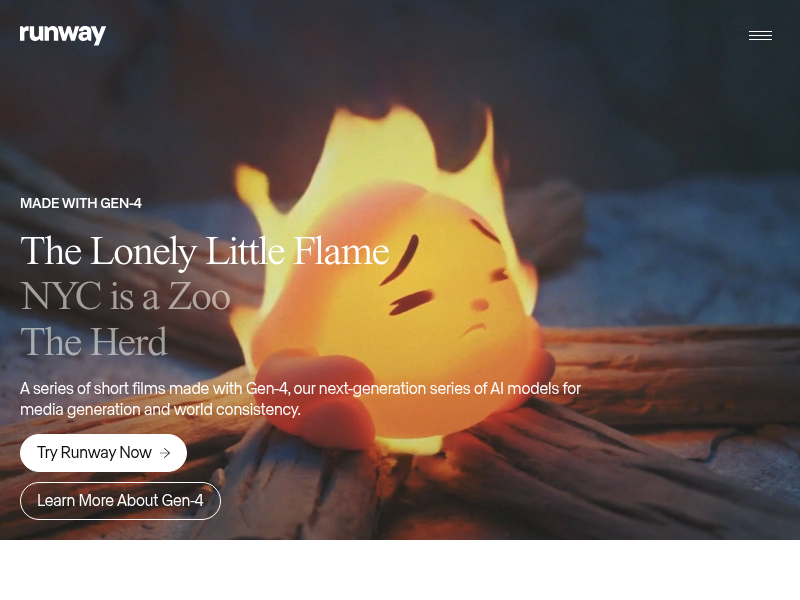 runway
MADE WITH GEN-4
The Lonely Little Flame
NYC is a Zoo
The Herd
A series of short films made with Gen-4, our next-generation series of AI models for
media generation and world consistency.
Try Runway Now →
Learn More About Gen-4